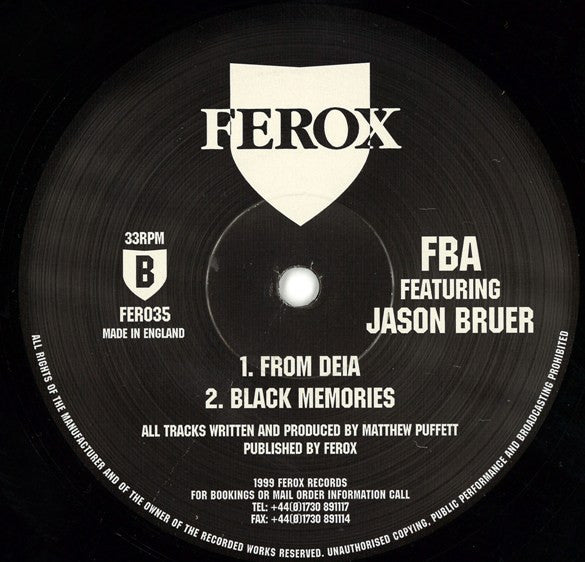 FEROX
33RPM
B
FER035
MADE IN ENGLAND
FBA
FEATURING
JASON BRUER
1. FROM DEIA
2. BLACK MEMORIES
ALL TRACKS WRITTEN AND PRODUCED BY MATTHEW PUFFETT
PUBLISHED BY FEROX
1999 FEROX RECORDS
FOR BOOKINGS OR MAIL ORDER INFORMATION CALL
TEL: +44(0)1730 891117
FAX: +44(0)1730 891114
ALL RIGHTS OF THE MANUFACTURER AND OF THE OWNER OF THE RECORDED WORKS RESERVED. UNAUTHORISED COPYING, PUBLIC PERFORMANCE AND BROADCASTING PROHIBITED